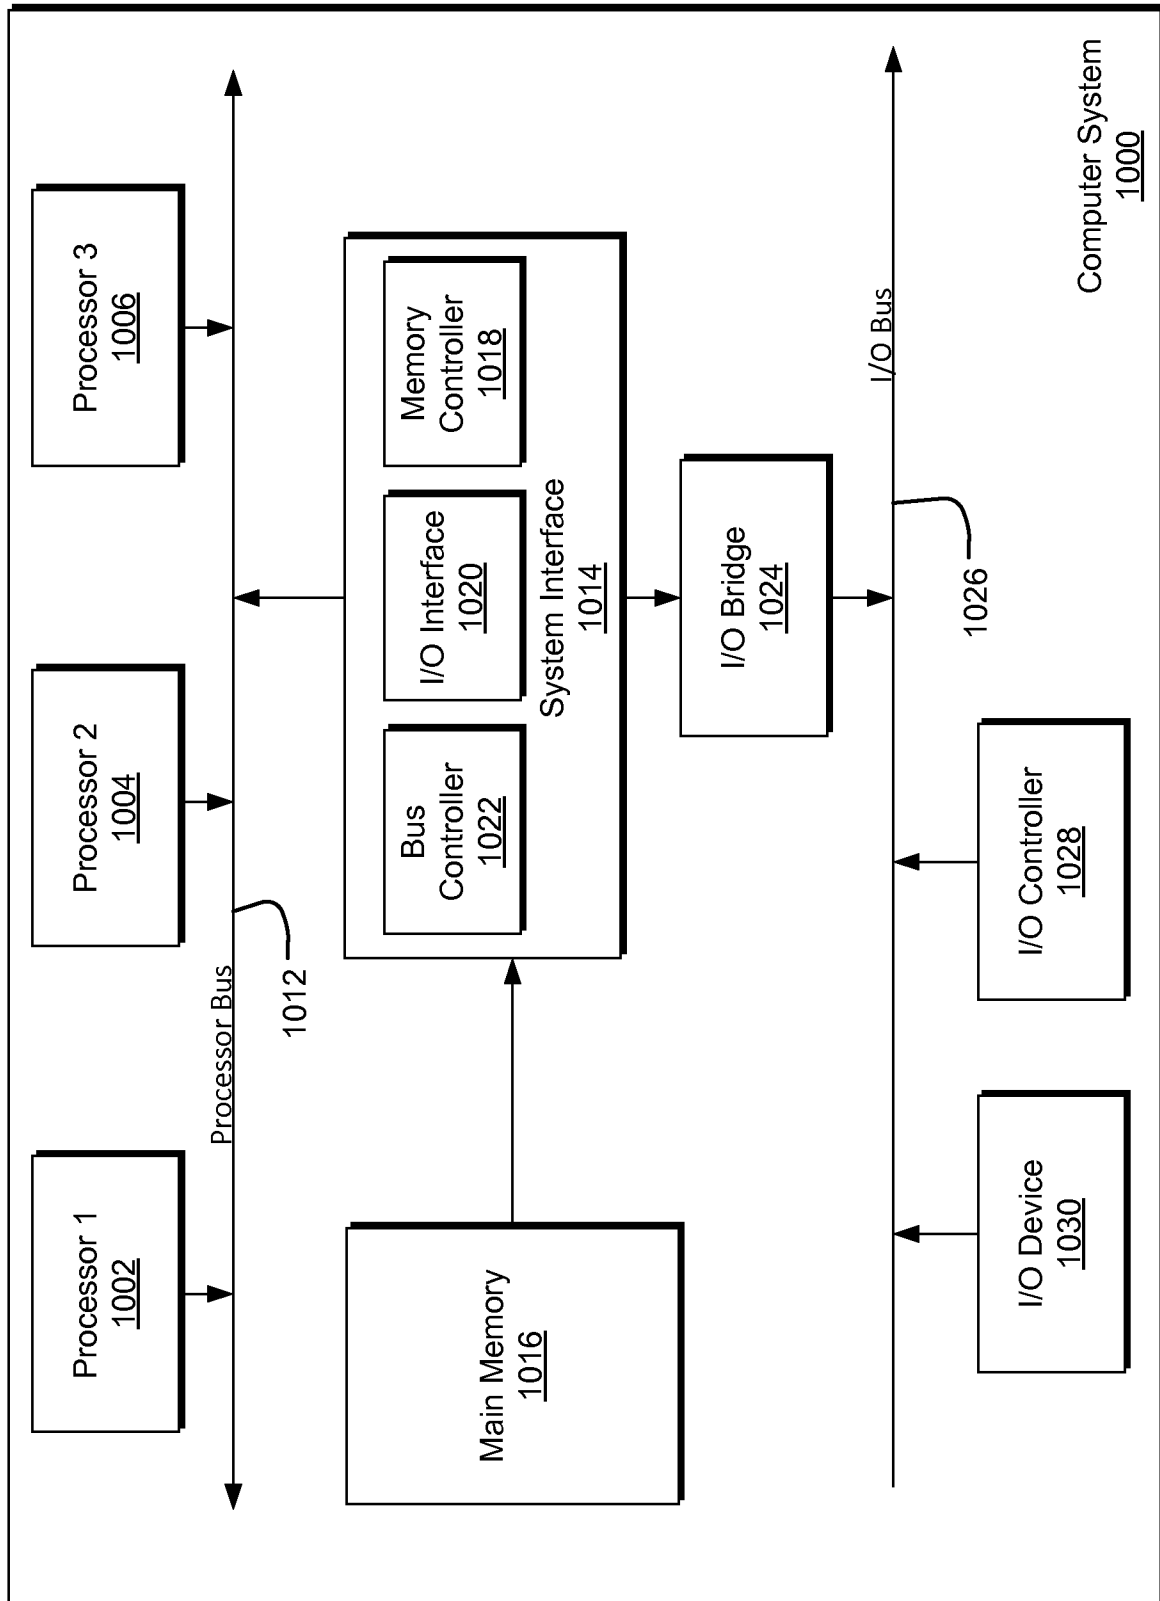 Processor 1
1002
Processor 2
1004
Processor 3
1006
Processor Bus
1012
Main Memory
1016
Bus
Controller
1022
I/O Interface
1020
Memory
Controller
1018
System Interface
1014
I/O Bridge
1024
I/O Bus
1026
I/O Device
1030
I/O Controller
1028
Computer System
1000